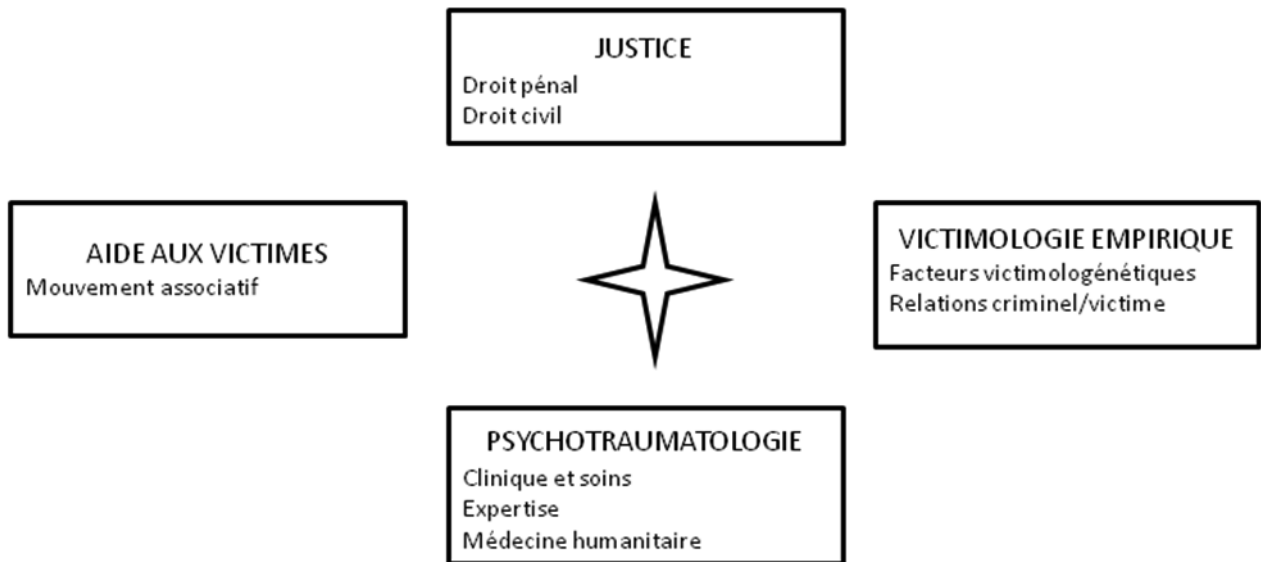 JUSTICE
Droit pénal
Droit civil
AIDE AUX VICTIMES
Mouvement associatif
VICTIMOLOGIE EMPIRIQUE
Facteurs victimologénétiques
Relations criminel/victime
PSYCHOTRAUMATOLOGIE
Clinique et soins
Expertise
Médecine humanitaire